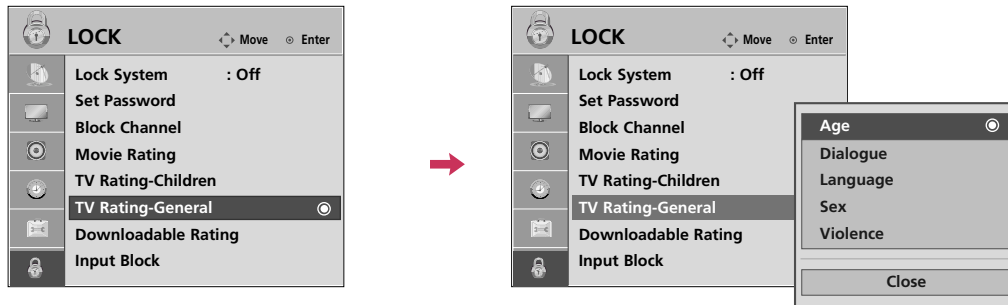 LOCK Move Enter
Lock System : Off
Set Password
Block Channel
Movie Rating
TV Rating-Children
TV Rating-General
Downloadable Rating
Input Block
LOCK Move Enter
Lock System : Off
Set Password
Block Channel
Movie Rating
TV Rating-Children
TV Rating-General
Downloadable Rating
Input Block
Age
Dialogue
Language
Sex
Violence
Close